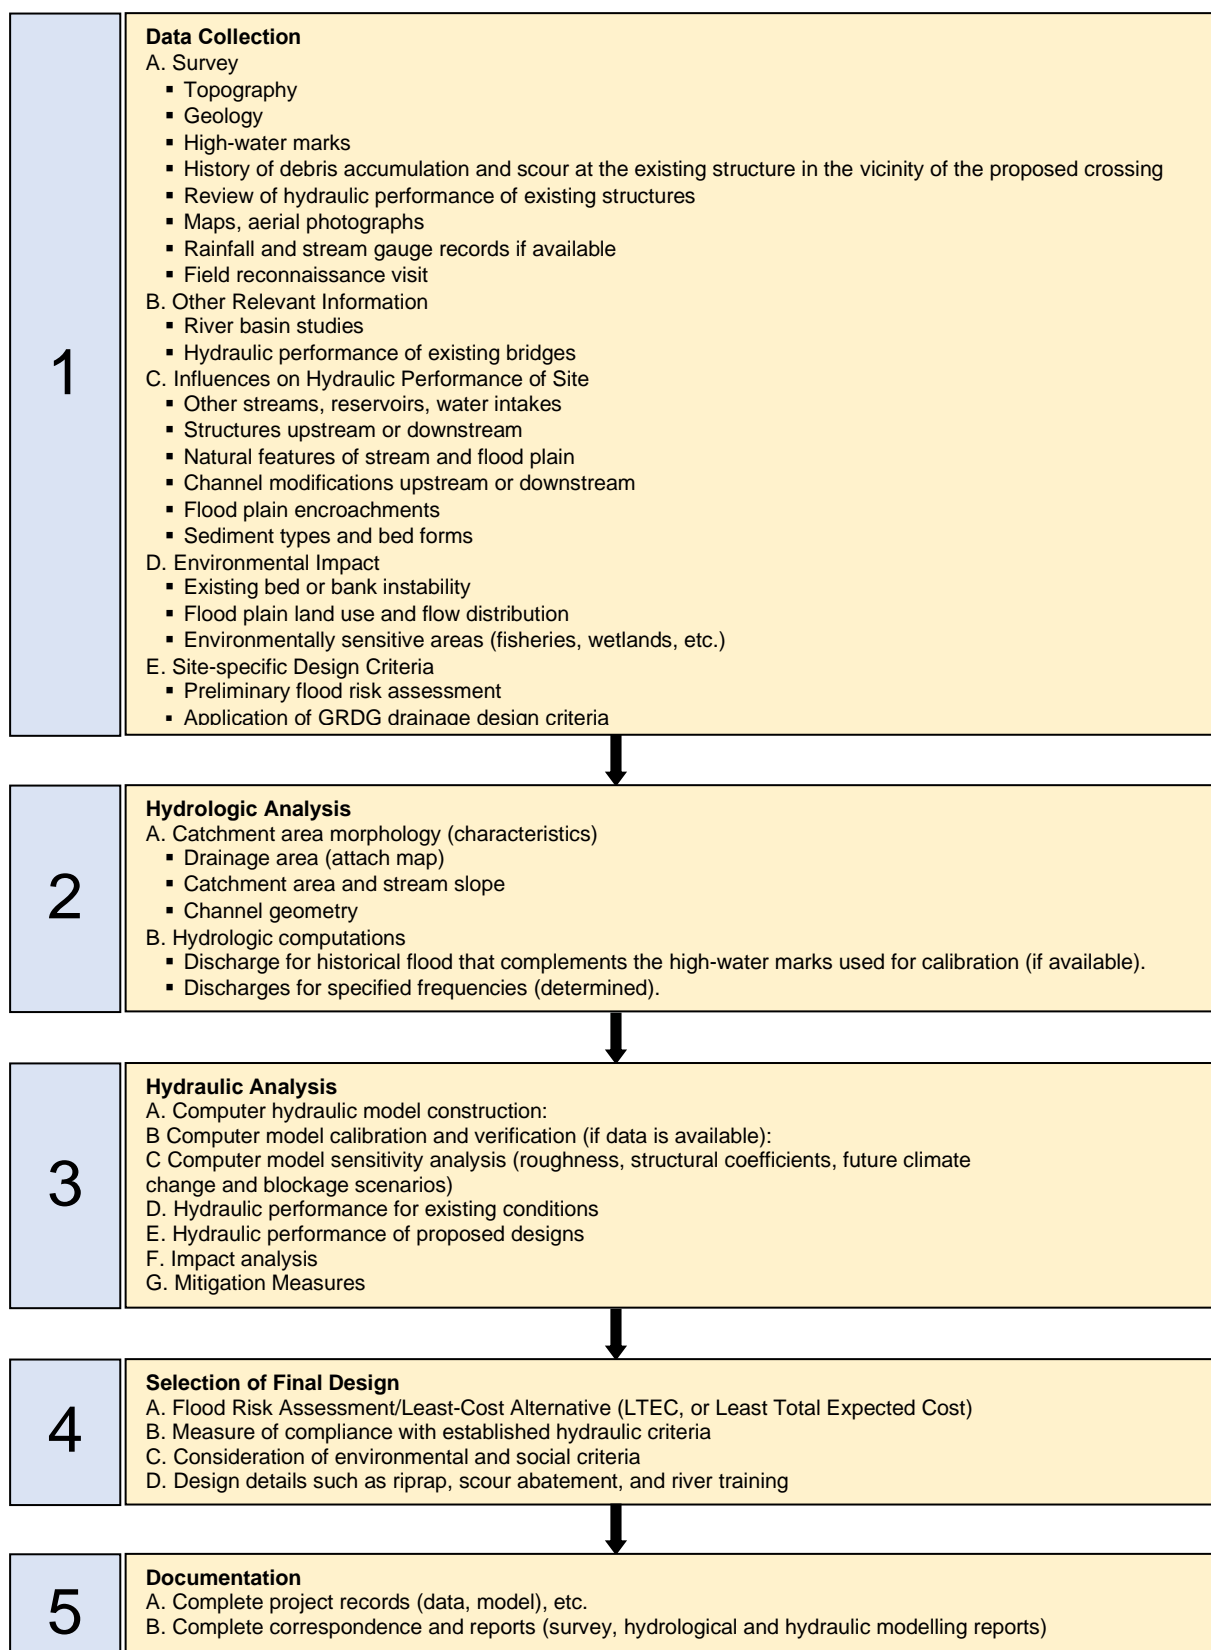 1
Data Collection
A. Survey
▪ Topography
▪ Geology
▪ High-water marks
▪ History of debris accumulation and scour at the existing structure in the vicinity of the proposed crossing
▪ Review of hydraulic performance of existing structures
▪ Maps, aerial photographs
▪ Rainfall and stream gauge records if available
▪ Field reconnaissance visit
B. Other Relevant Information
▪ River basin studies
▪ Hydraulic performance of existing bridges
C. Influences on Hydraulic Performance of Site
▪ Other streams, reservoirs, water intakes
▪ Structures upstream or downstream
▪ Natural features of stream and flood plain
▪ Channel modifications upstream or downstream
▪ Flood plain encroachments
▪ Sediment types and bed forms
D. Environmental Impact
▪ Existing bed or bank instability
▪ Flood plain land use and flow distribution
▪ Environmentally sensitive areas (fisheries, wetlands, etc.)
E. Site-specific Design Criteria
▪ Preliminary flood risk assessment
▪ Application of GRDG drainage design criteria
2
Hydrologic Analysis
A. Catchment area morphology (characteristics)
▪ Drainage area (attach map)
▪ Catchment area and stream slope
▪ Channel geometry
B. Hydrologic computations
▪ Discharge for historical flood that complements the high-water marks used for calibration (if available).
▪ Discharges for specified frequencies (determined).
3
Hydraulic Analysis
A. Computer hydraulic model construction:
B Computer model calibration and verification (if data is available):
C Computer model sensitivity analysis (roughness, structural coefficients, future climate
change and blockage scenarios)
D. Hydraulic performance for existing conditions
E. Hydraulic performance of proposed designs
F. Impact analysis
G. Mitigation Measures
4
Selection of Final Design
A. Flood Risk Assessment/Least-Cost Alternative (LTEC, or Least Total Expected Cost)
B. Measure of compliance with established hydraulic criteria
C. Consideration of environmental and social criteria
D. Design details such as riprap, scour abatement, and river training
5
Documentation
A. Complete project records (data, model), etc.
B. Complete correspondence and reports (survey, hydrological and hydraulic modelling reports)